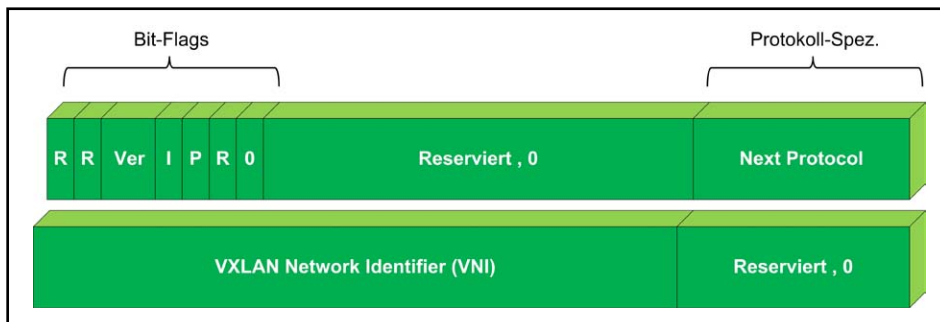 Bit-Flags Protokoll-Spez.
R R Ver I P R 0 Reserviert , 0 Next Protocol
VXLAN Network Identifier (VNI) Reserviert , 0